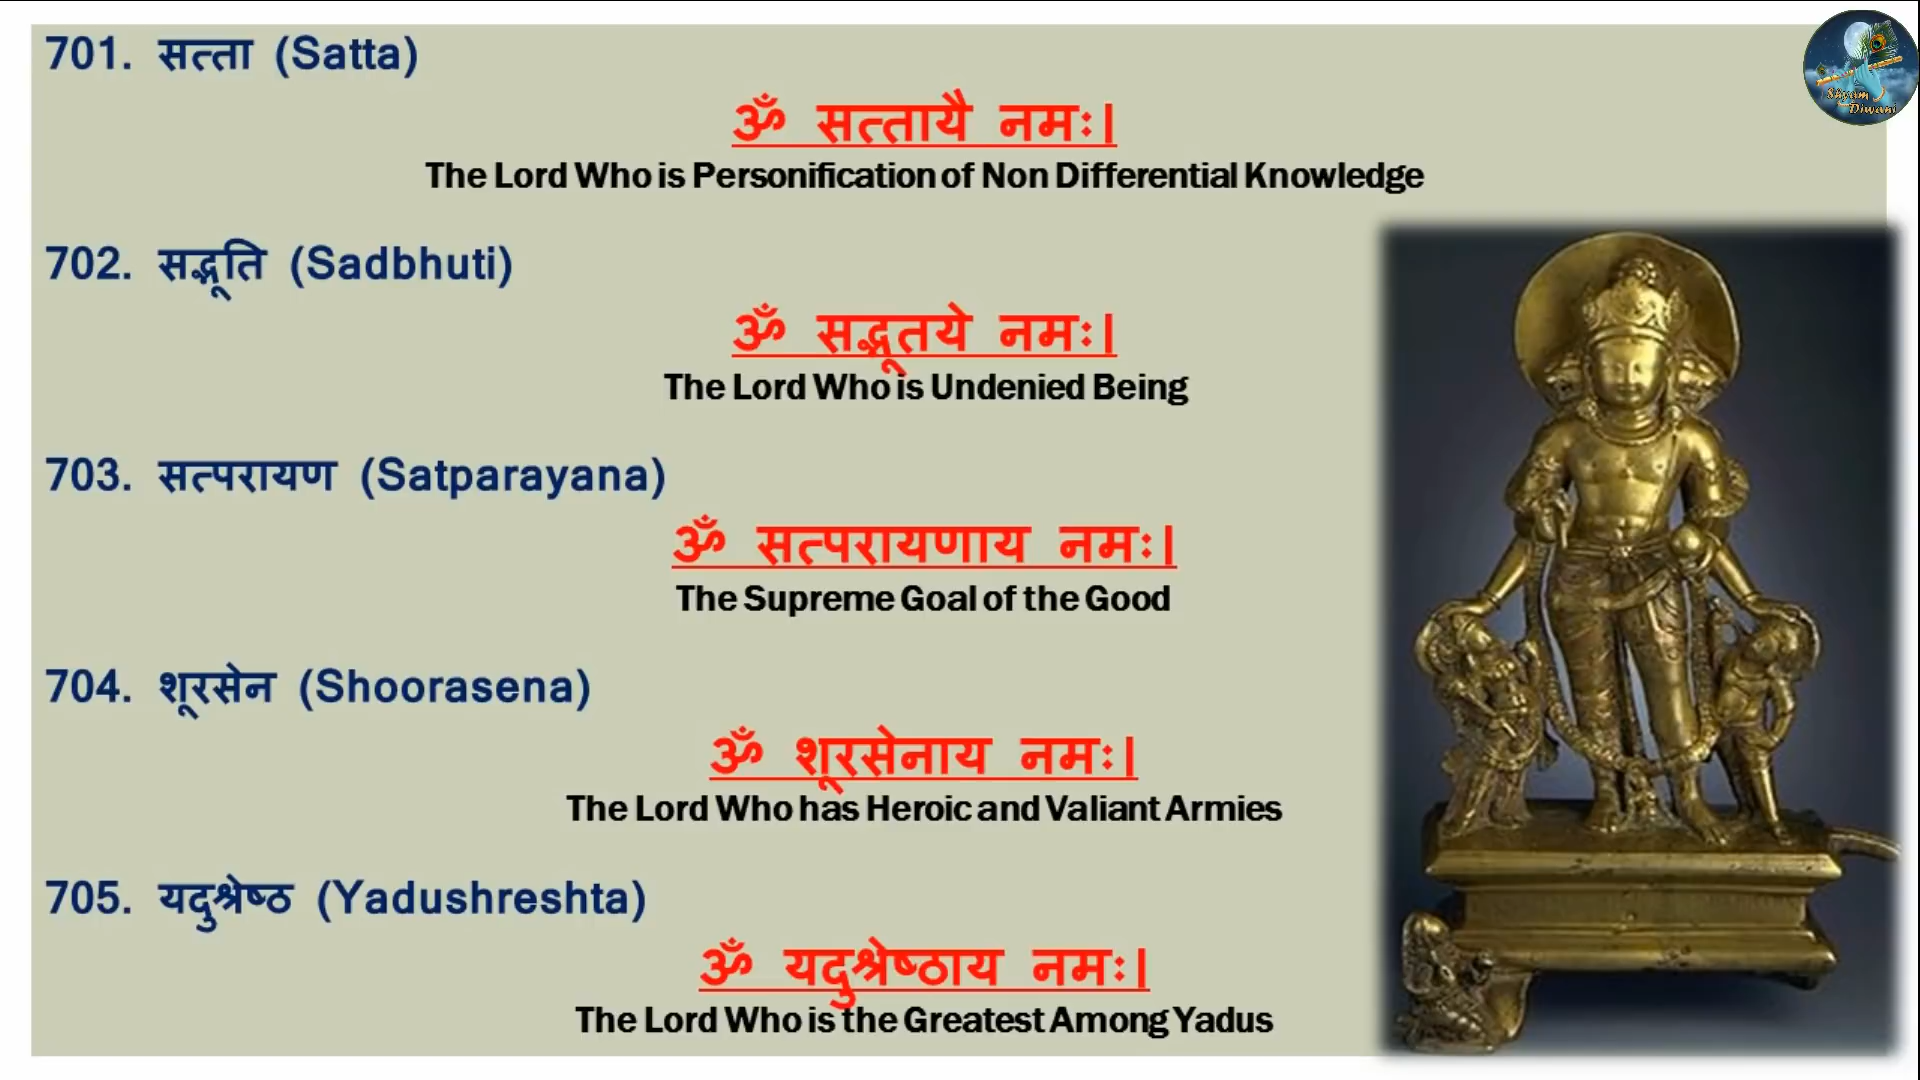 701. सत्ता (Satta)
ॐ सत्तायै नमः।
The Lord Who is Personification of Non Differential Knowledge
702. सद्भूति (Sadbhuti)
ॐ सद्भूतये नमः।
The Lord Who is Undenied Being
703. सत्परायण (Satparayana)
ॐ सत्परायणाय नमः।
The Supreme Goal of the Good
704. शूरसेन (Shoorasena)
ॐ शूरसेनाय नमः।
The Lord Who has Heroic and Valiant Armies
705. यदुश्रेष्ठ (Yadushreshta)
ॐ यदुश्रेष्ठाय नमः।
The Lord Who is the Greatest Among Yadus
Shyam
Diwani